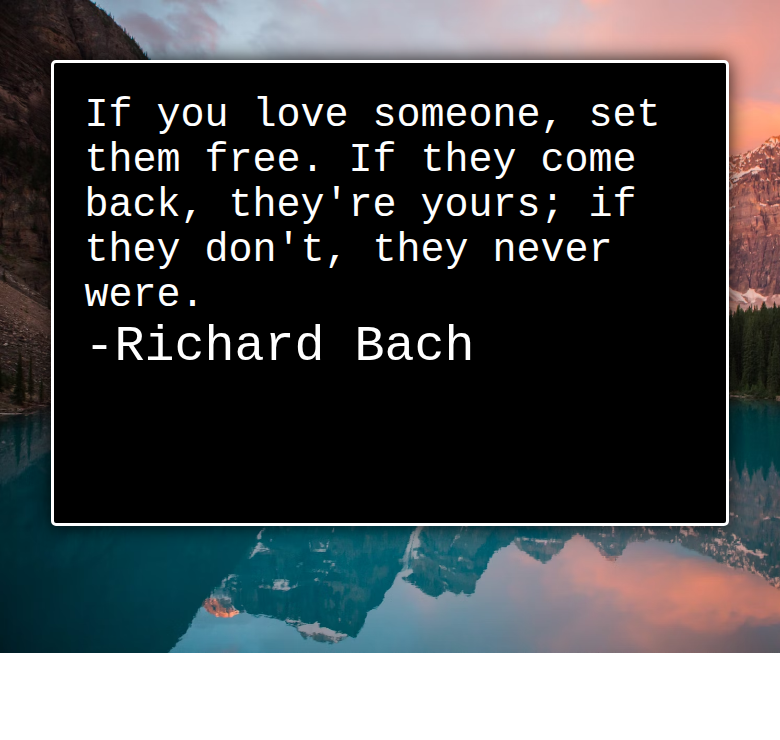 If you love someone, set
them free. If they come
back, they're yours; if
they don't, they never
were.
-Richard Bach